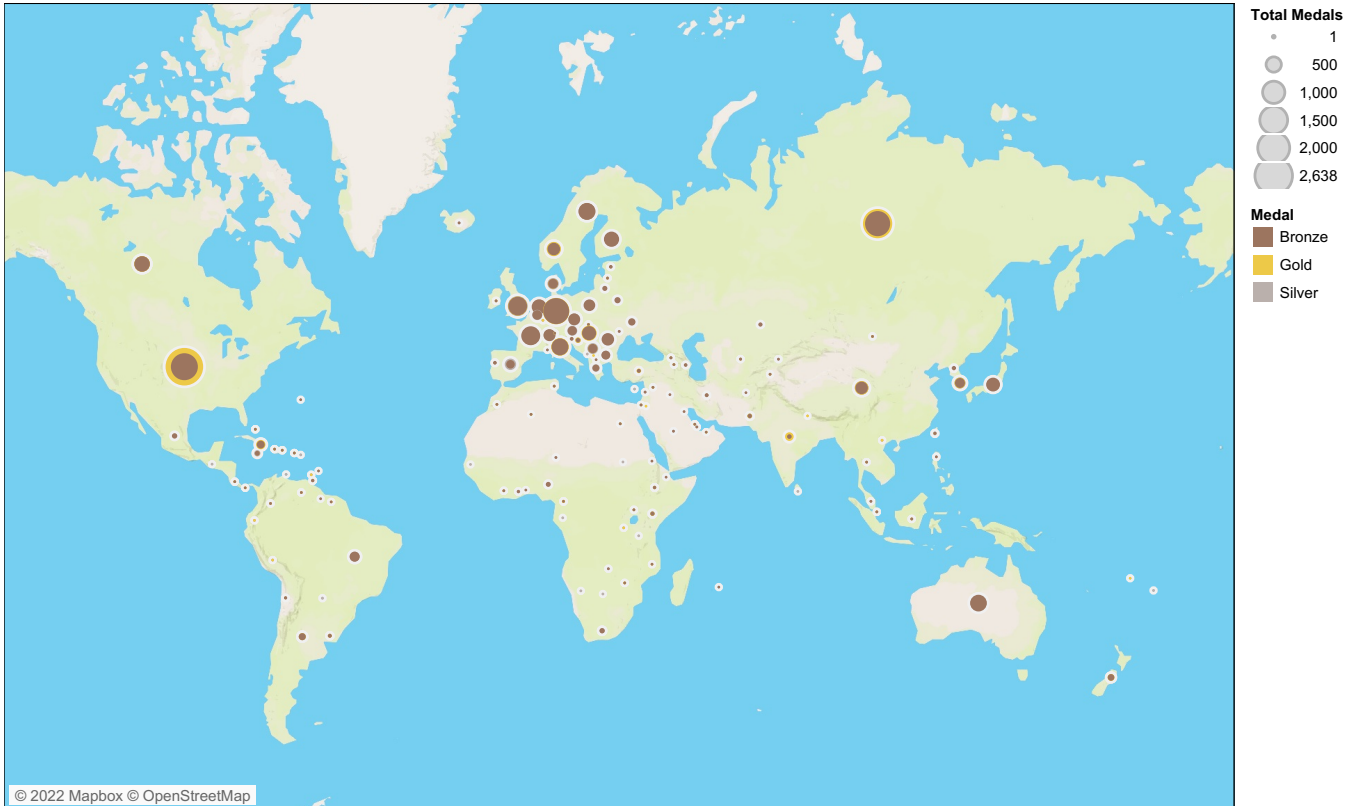 Total Medals
1
500
1,000
1,500
2,000
2,638
Medal
Bronze
Gold
Silver
© 2022 Mapbox © OpenStreetMap